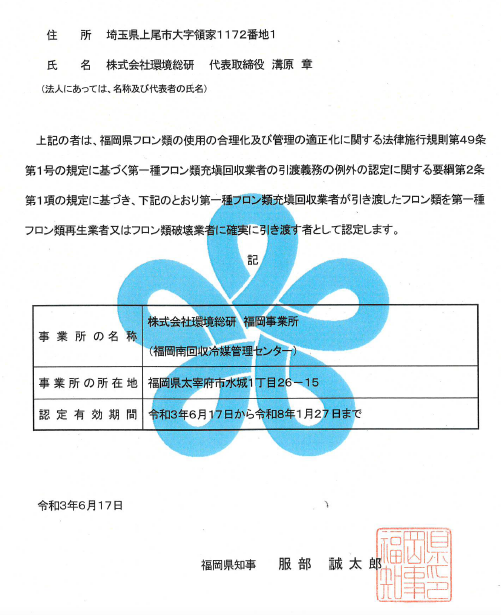 住　所　埼玉県上尾市大字領家1172番地1
氏　名　株式会社環境総研　代表取締役 溝原 章
(法人にあっては、名称及び代表者の氏名)
上記の者は、福岡県フロン類の使用の合理化及び管理の適正化に関する法律施行規則第49条
第1号の規定に基づく第一種フロン類充塡回収業者の引渡義務の例外の認定に関する要綱第2条
第1項の規定に基づき、下記のとおり第一種フロン類充塡回収業者が引き渡したフロン類を第一種
フロン類再生業者又はフロン類破壊業者に確実に引き渡す者として認定します。
記
事業所の名称　株式会社環境総研 福岡事業所
(福岡南回収冷媒管理センター)
事業所の所在地　福岡県太宰府市水城1丁目26-15
認定有効期間　令和3年6月17日から令和8年1月27日まで
令和3年6月17日
福岡県知事　服部 誠太郎
福岡県知事印